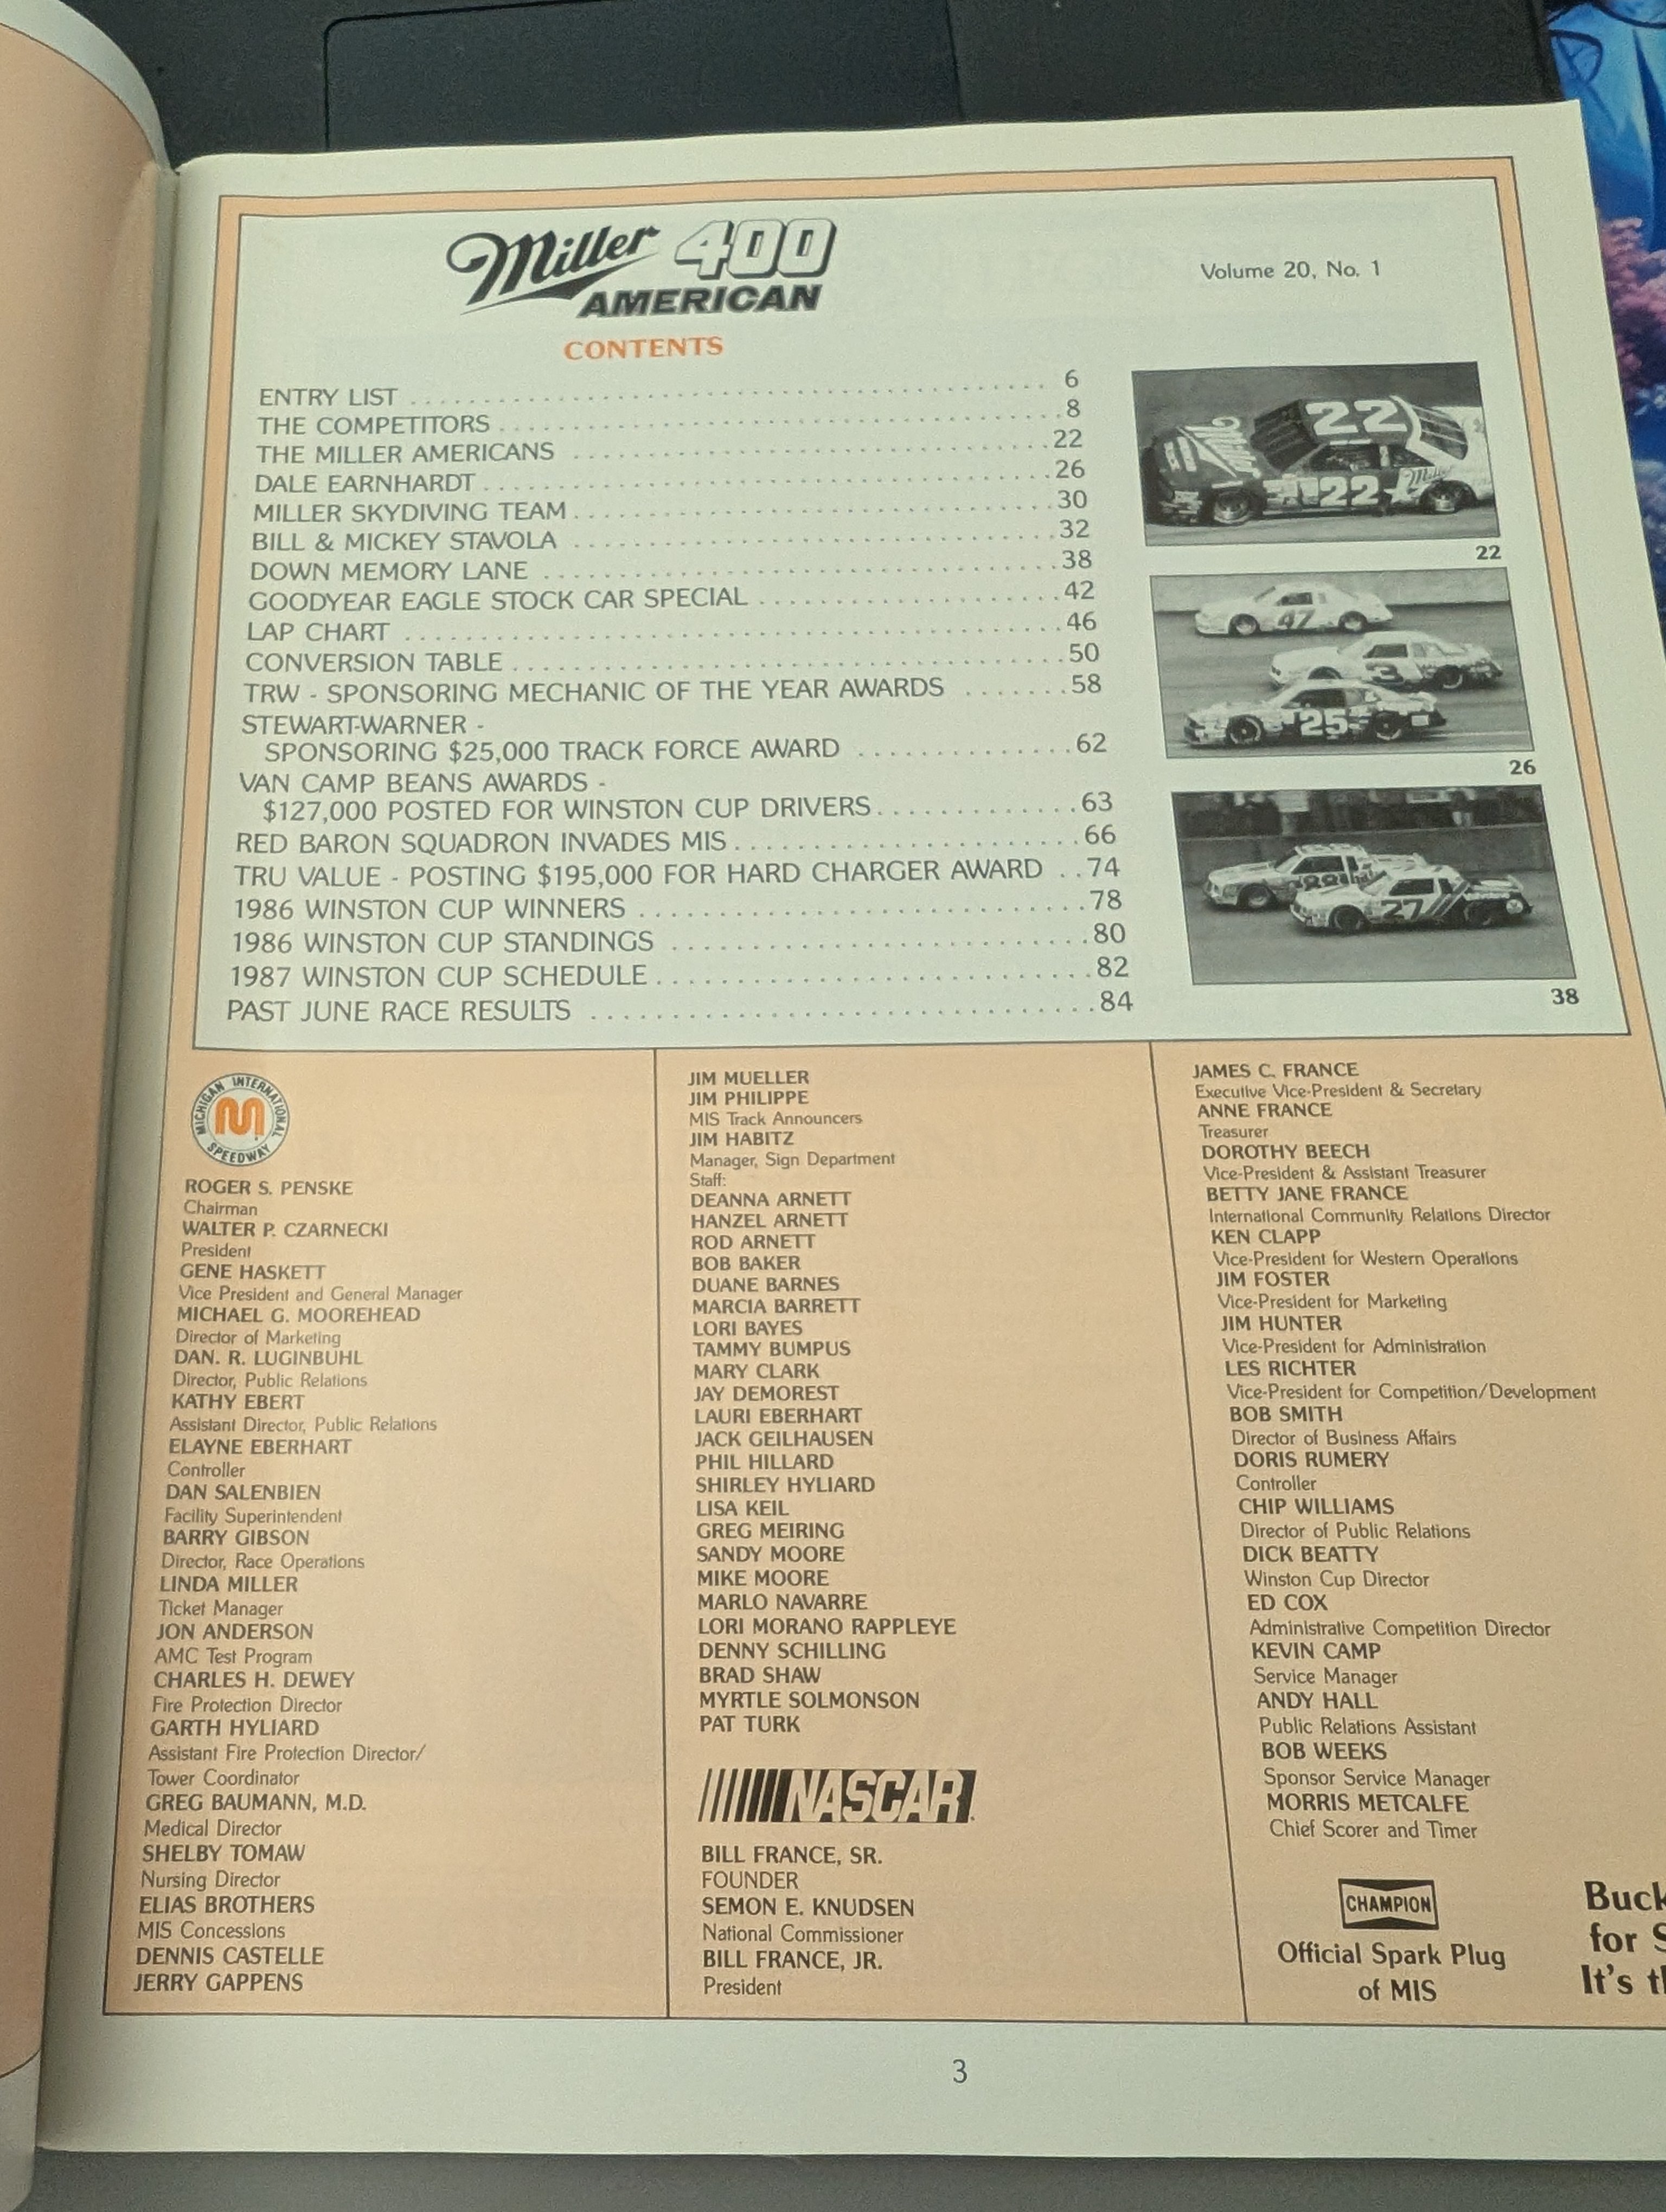 Miller 400
AMERICAN
Volume 20, No. 1
CONTENTS
ENTRY LIST . . . . . . . . . . . . . . . . . . . . . . . . . . . . 6
THE COMPETITORS . . . . . . . . . . . . . . . . . . . . . . . . 8
THE MILLER AMERICANS . . . . . . . . . . . . . . . . . . . . 22
DALE EARNHARDT . . . . . . . . . . . . . . . . . . . . . . . . 26
MILLER SKYDIVING TEAM . . . . . . . . . . . . . . . . . . . 30
BILL & MICKEY STAVOLA . . . . . . . . . . . . . . . . . . . 32
DOWN MEMORY LANE . . . . . . . . . . . . . . . . . . . . . 38
GOODYEAR EAGLE STOCK CAR SPECIAL . . . . . . . . . . . . 42
LAP CHART . . . . . . . . . . . . . . . . . . . . . . . . . . . 46
CONVERSION TABLE . . . . . . . . . . . . . . . . . . . . . . 50
TRW - SPONSORING MECHANIC OF THE YEAR AWARDS . . . . . . . 58
STEWART-WARNER -
SPONSORING $25,000 TRACK FORCE AWARD . . . . . . . . . . . 62
VAN CAMP BEANS AWARDS -
$127,000 POSTED FOR WINSTON CUP DRIVERS . . . . . . . . . . 63
RED BARON SQUADRON INVADES MIS . . . . . . . . . . . . . . 66
TRU VALUE - POSTING $195,000 FOR HARD CHARGER AWARD . . 74
1986 WINSTON CUP WINNERS . . . . . . . . . . . . . . . . . . 78
1986 WINSTON CUP STANDINGS . . . . . . . . . . . . . . . . . 80
1987 WINSTON CUP SCHEDULE . . . . . . . . . . . . . . . . . 82
PAST JUNE RACE RESULTS . . . . . . . . . . . . . . . . . . . 84
22
Miller
22
Miller
22
47
3
25
26
88
27
38
MICHIGAN INTERNATIONAL SPEEDWAY
ROGER S. PENSKE
Chairman
WALTER P. CZARNECKI
President
GENE HASKETT
Vice President and General Manager
MICHAEL G. MOOREHEAD
Director of Marketing
DAN. R. LUGINBUHL
Director, Public Relations
KATHY EBERT
Assistant Director, Public Relations
ELAYNE EBERHART
Controller
DAN SALENBIEN
Facility Superintendent
BARRY GIBSON
Director, Race Operations
LINDA MILLER
Ticket Manager
JON ANDERSON
AMC Test Program
CHARLES H. DEWEY
Fire Protection Director
GARTH HYLIARD
Assistant Fire Protection Director/
Tower Coordinator
GREG BAUMANN, M.D.
Medical Director
SHELBY TOMAW
Nursing Director
ELIAS BROTHERS
MIS Concessions
DENNIS CASTELLE
JERRY GAPPENS
JIM MUELLER
JIM PHILIPPE
MIS Track Announcers
JIM HABITZ
Manager, Sign Department
Staff:
DEANNA ARNETT
HANZEL ARNETT
ROD ARNETT
BOB BAKER
DUANE BARNES
MARCIA BARRETT
LORI BAYES
TAMMY BUMPUS
MARY CLARK
JAY DEMOREST
LAURI EBERHART
JACK GEILHAUSEN
PHIL HILLARD
SHIRLEY HYLIARD
LISA KEIL
GREG MEIRING
SANDY MOORE
MIKE MOORE
MARLO NAVARRE
LORI MORANO RAPPLEYE
DENNY SCHILLING
BRAD SHAW
MYRTLE SOLMONSON
PAT TURK
NASCAR
BILL FRANCE, SR.
FOUNDER
SEMON E. KNUDSEN
National Commissioner
BILL FRANCE, JR.
President
JAMES C. FRANCE
Executive Vice-President & Secretary
ANNE FRANCE
Treasurer
DOROTHY BEECH
Vice-President & Assistant Treasurer
BETTY JANE FRANCE
International Community Relations Director
KEN CLAPP
Vice-President for Western Operations
JIM FOSTER
Vice-President for Marketing
JIM HUNTER
Vice-President for Administration
LES RICHTER
Vice-President for Competition/Development
BOB SMITH
Director of Business Affairs
DORIS RUMERY
Controller
CHIP WILLIAMS
Director of Public Relations
DICK BEATTY
Winston Cup Director
ED COX
Administrative Competition Director
KEVIN CAMP
Service Manager
ANDY HALL
Public Relations Assistant
BOB WEEKS
Sponsor Service Manager
MORRIS METCALFE
Chief Scorer and Timer
CHAMPION
Official Spark Plug
of MIS
Buck
for S
It's th
3